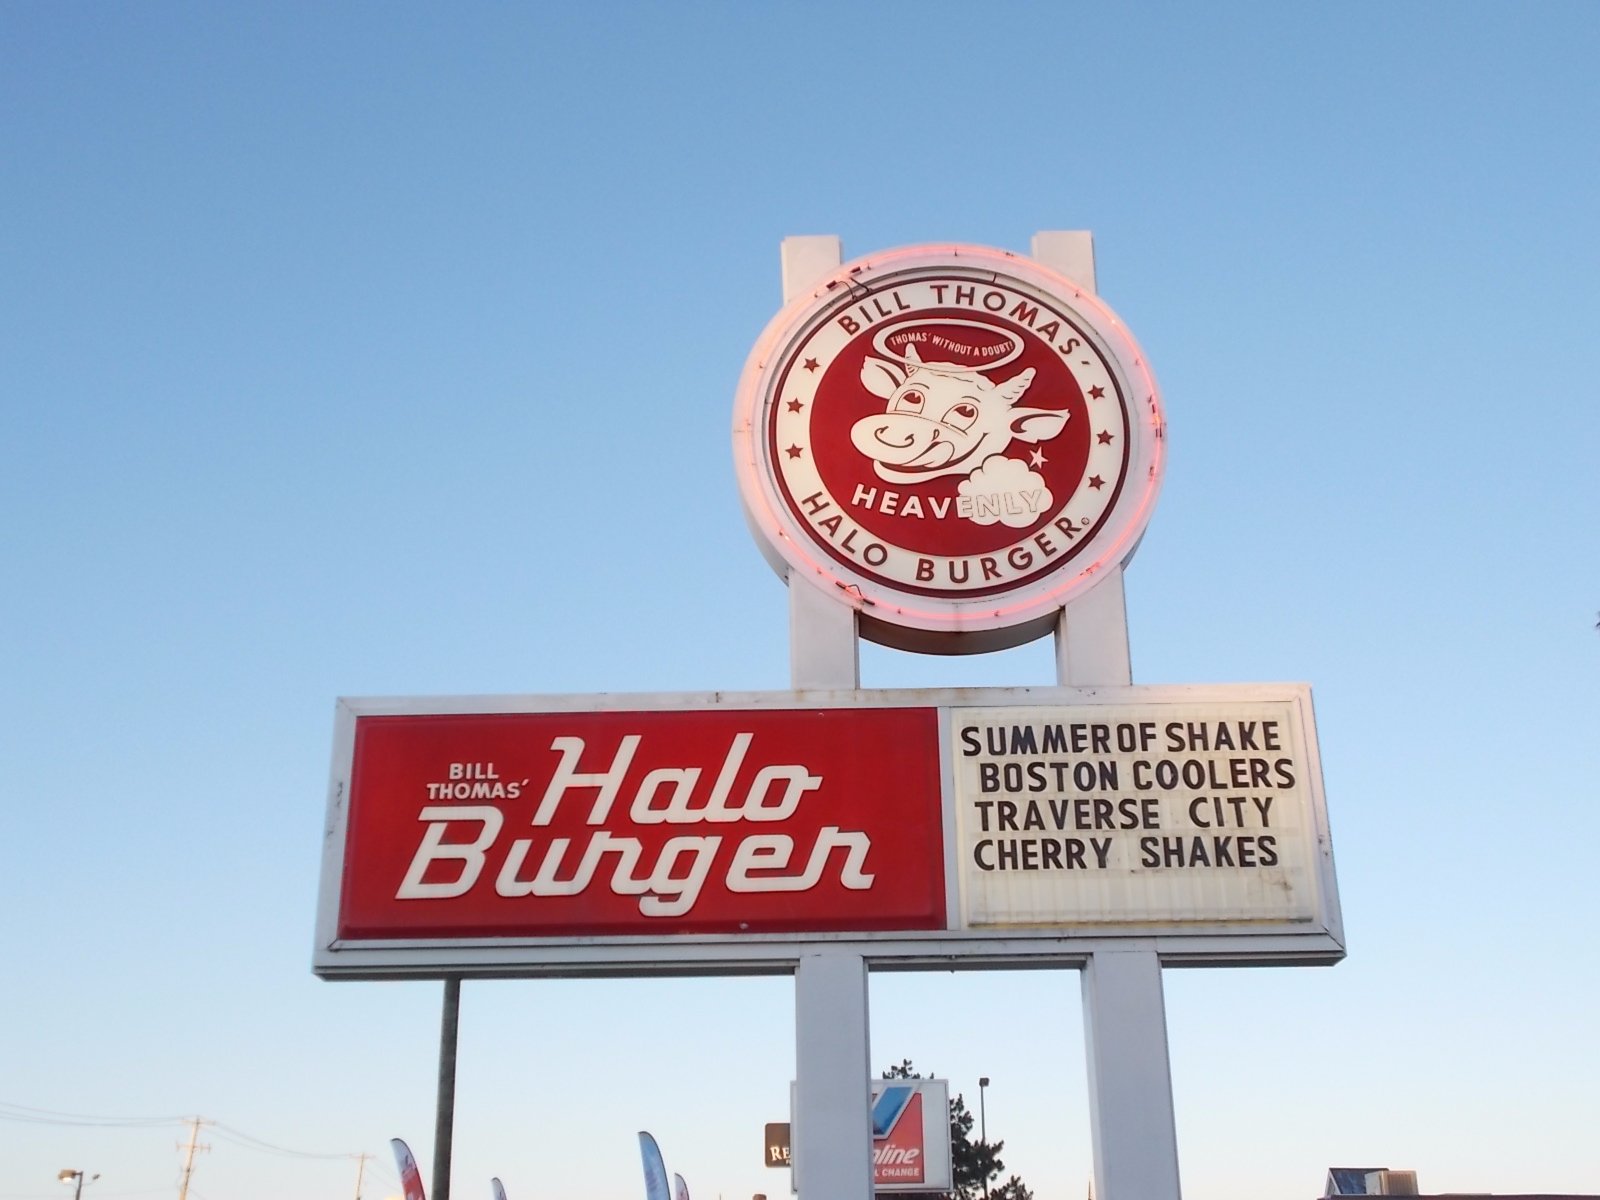 BILL THOMAS'
THOMAS' WITHOUT A DOUBT!
HEAVENLY
HALO BURGER©
BILL
THOMAS'
Halo
Burger
SUMMER OF SHAKE
BOSTON COOLERS
TRAVERSE CITY
CHERRY SHAKES
CHANGE